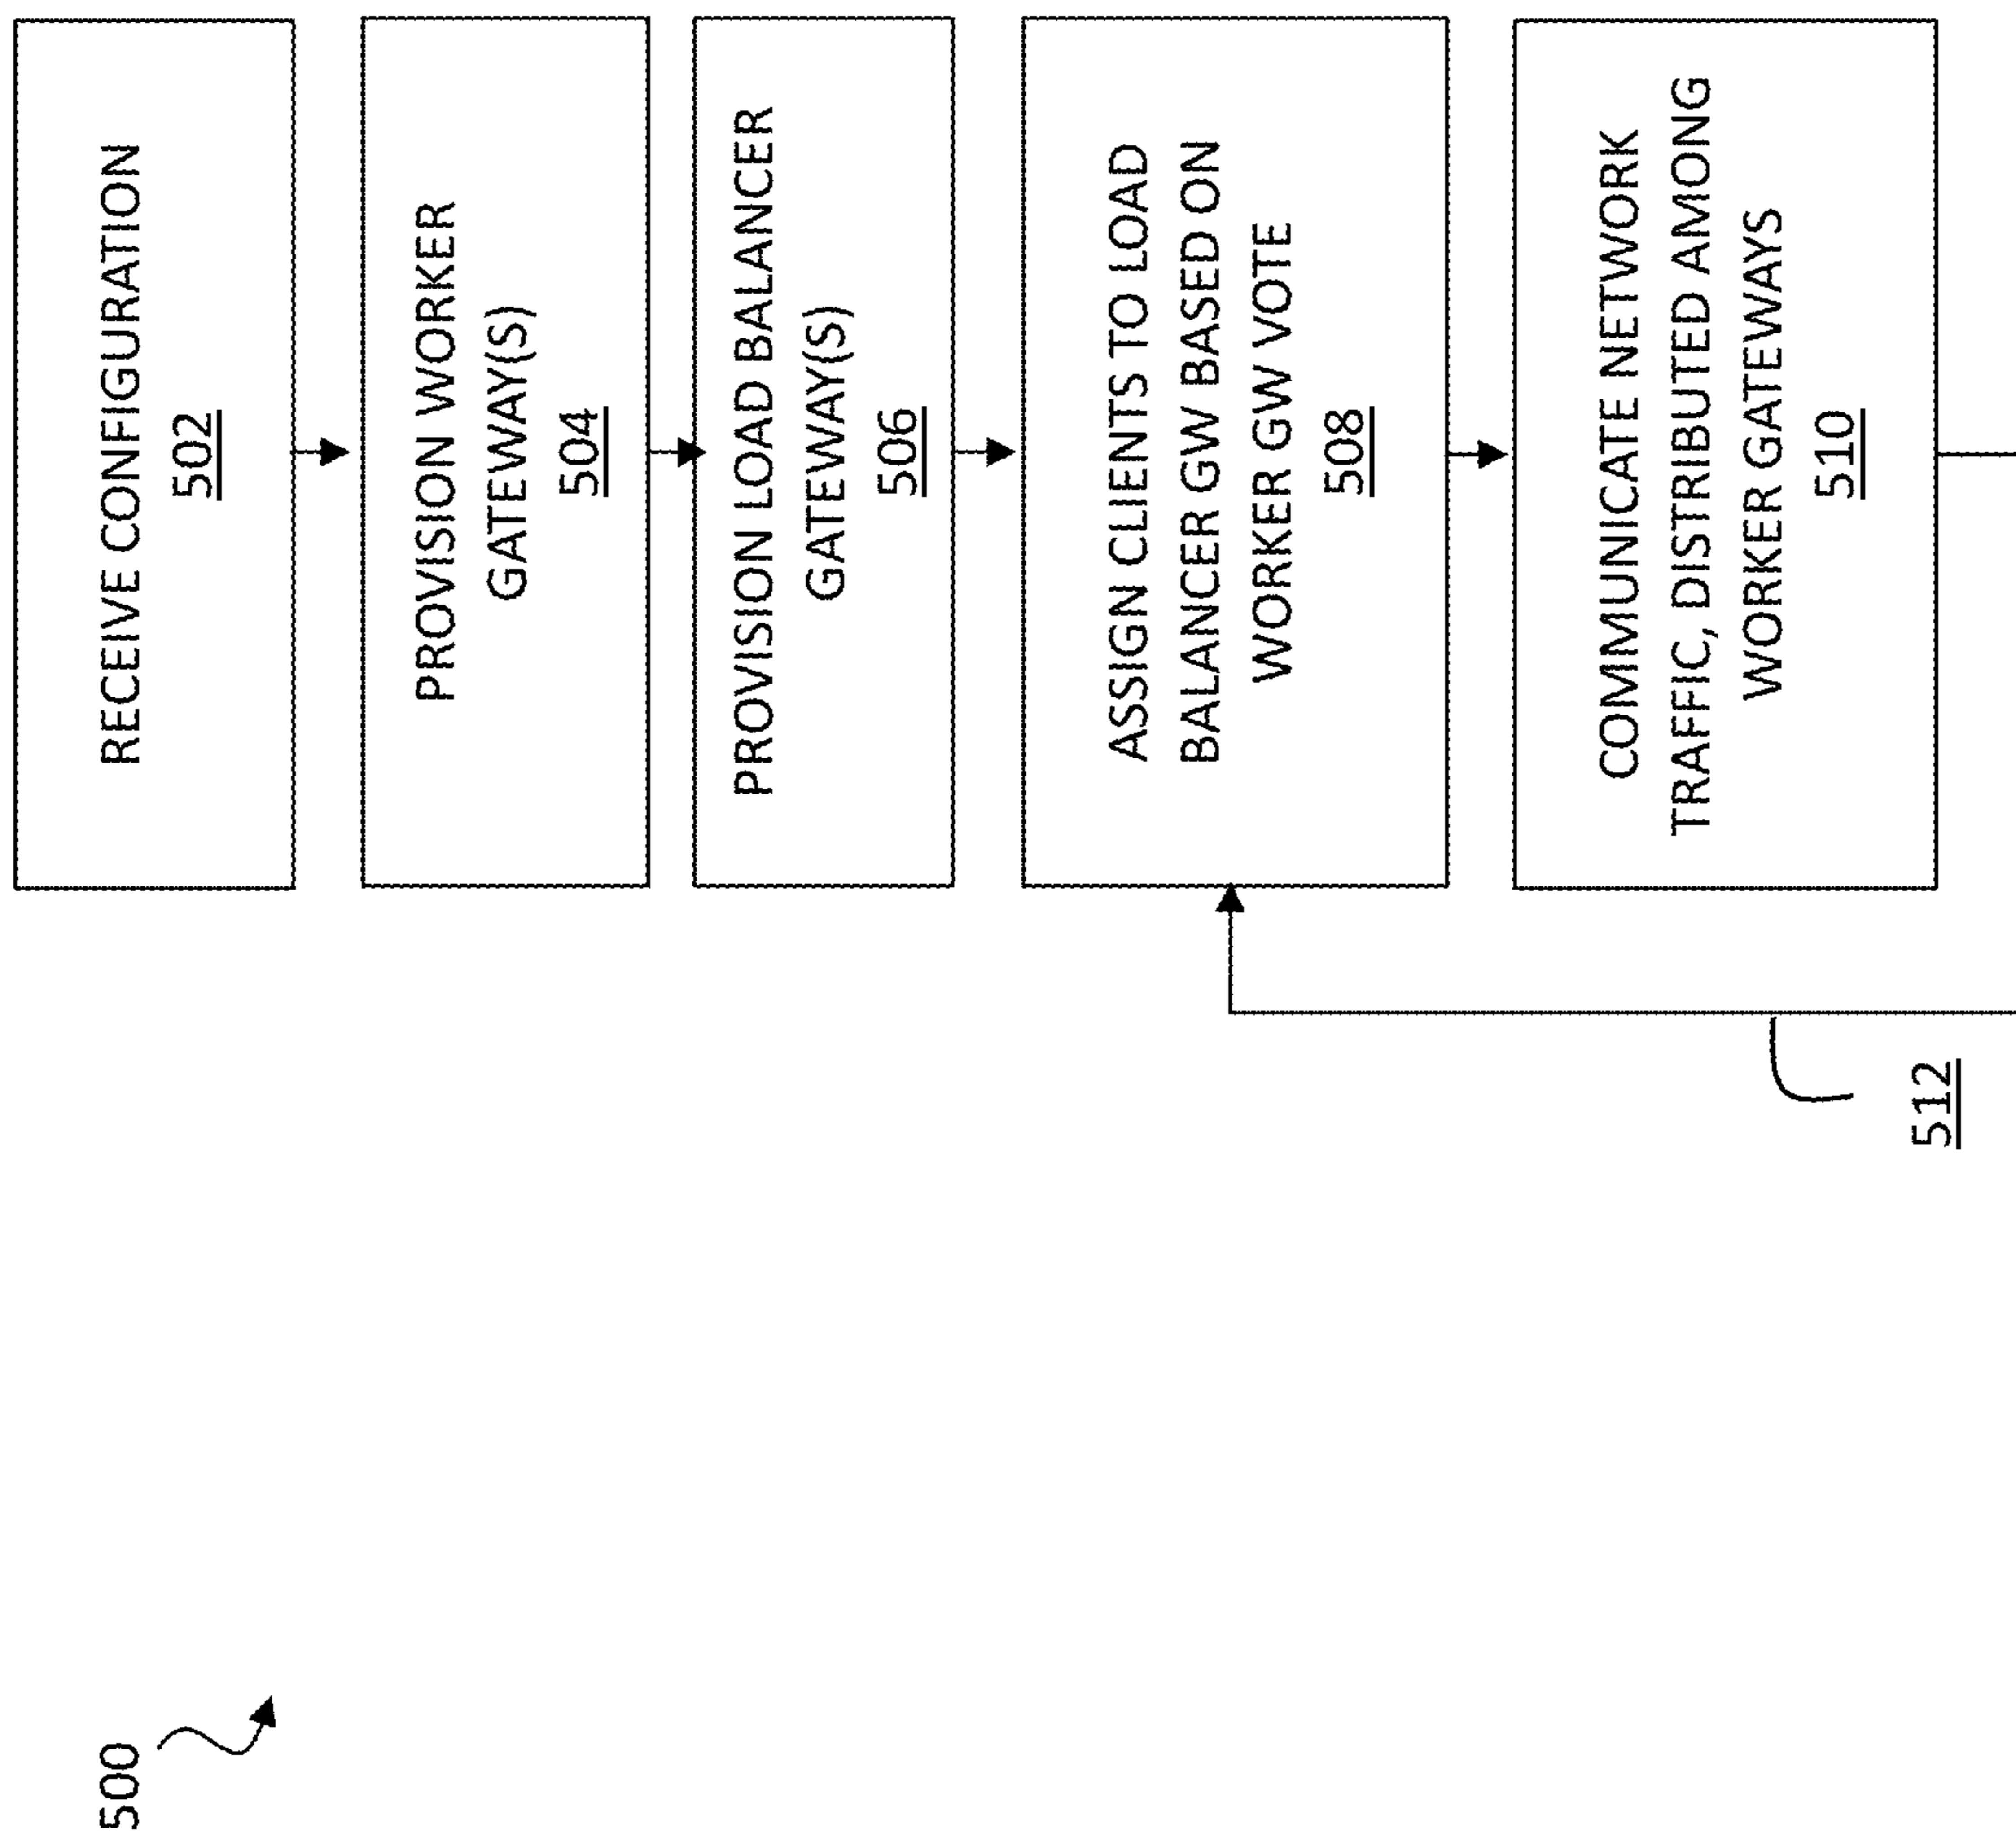 500
RECEIVE CONFIGURATION
502
PROVISION WORKER
GATEWAY(S)
504
PROVISION LOAD BALANCER
GATEWAY(S)
506
ASSIGN CLIENTS TO LOAD
BALANCER GW BASED ON
WORKER GW VOTE
508
COMMUNICATE NETWORK
TRAFFIC, DISTRIBUTED AMONG
WORKER GATEWAYS
510
512